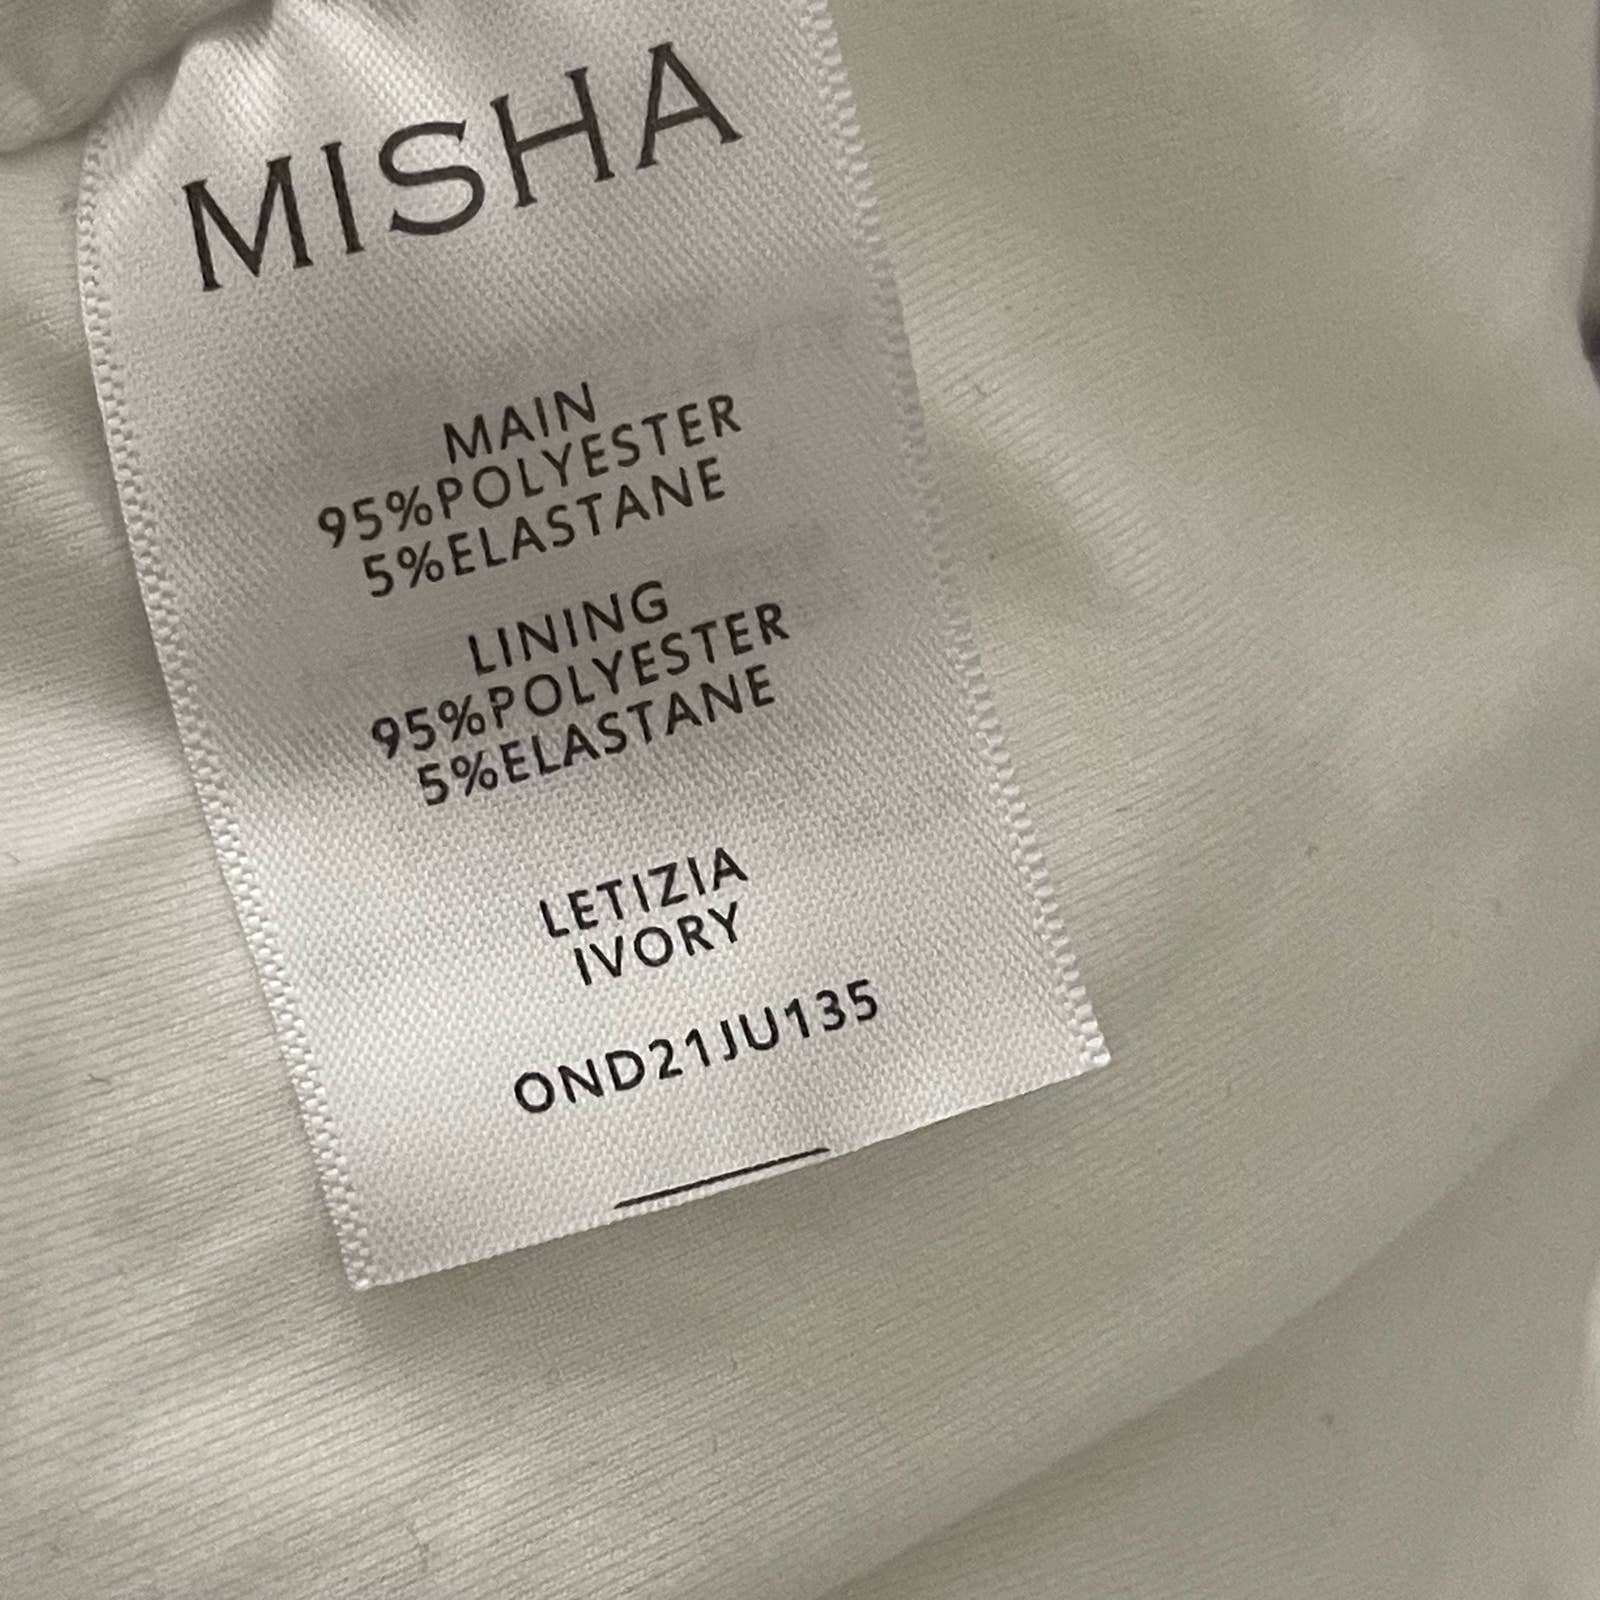 MISHA
MAIN
95%POLYESTER
5%ELASTANE
LINING
95%POLYESTER
5%ELASTANE
LETIZIA
IVORY
OND21JU135